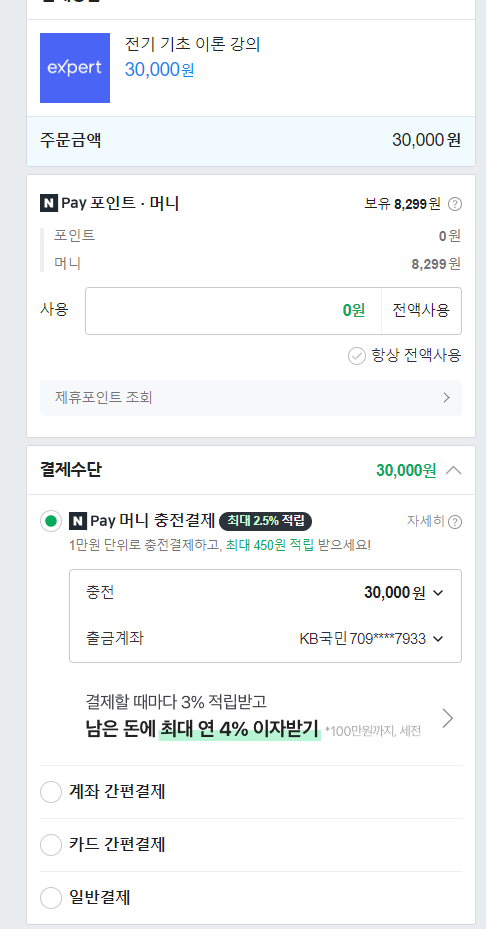 expert
전기 기초 이론 강의
30,000원
주문금액 30,000원
N Pay 포인트 · 머니 보유 8,299원 ?
포인트 0원
머니 8,299원
사용 0원 전액사용
항상 전액사용
제휴포인트 조회
결제수단 30,000원
N Pay 머니 충전결제 최대 2.5% 적립 자세히 ?
1만원 단위로 충전결제하고, 최대 450원 적립 받으세요!
충전 30,000원
출금계좌 KB국민 709****7933
결제할 때마다 3% 적립받고
남은 돈에 최대 연 4% 이자받기 *100만원까지, 세전
계좌 간편결제
카드 간편결제
일반결제